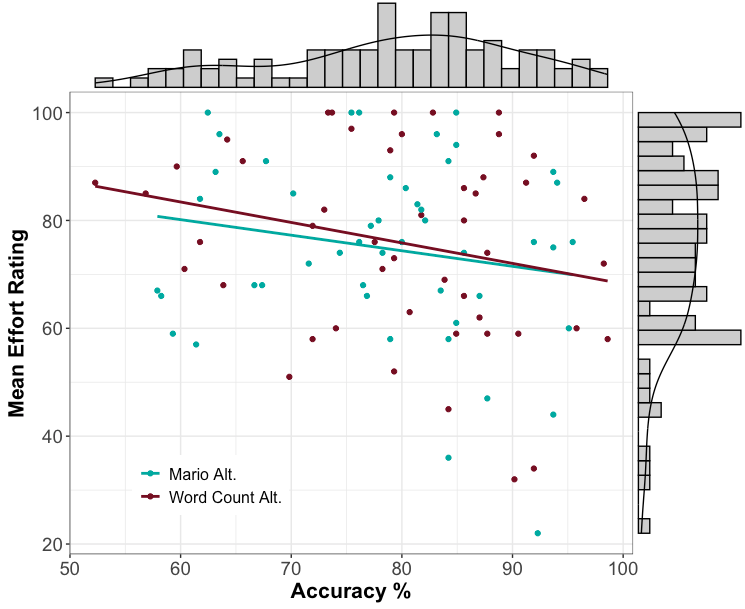 100
80
60
40
20
Mean Effort Rating
Mario Alt.
Word Count Alt.
50 60 70 80 90 100
Accuracy %